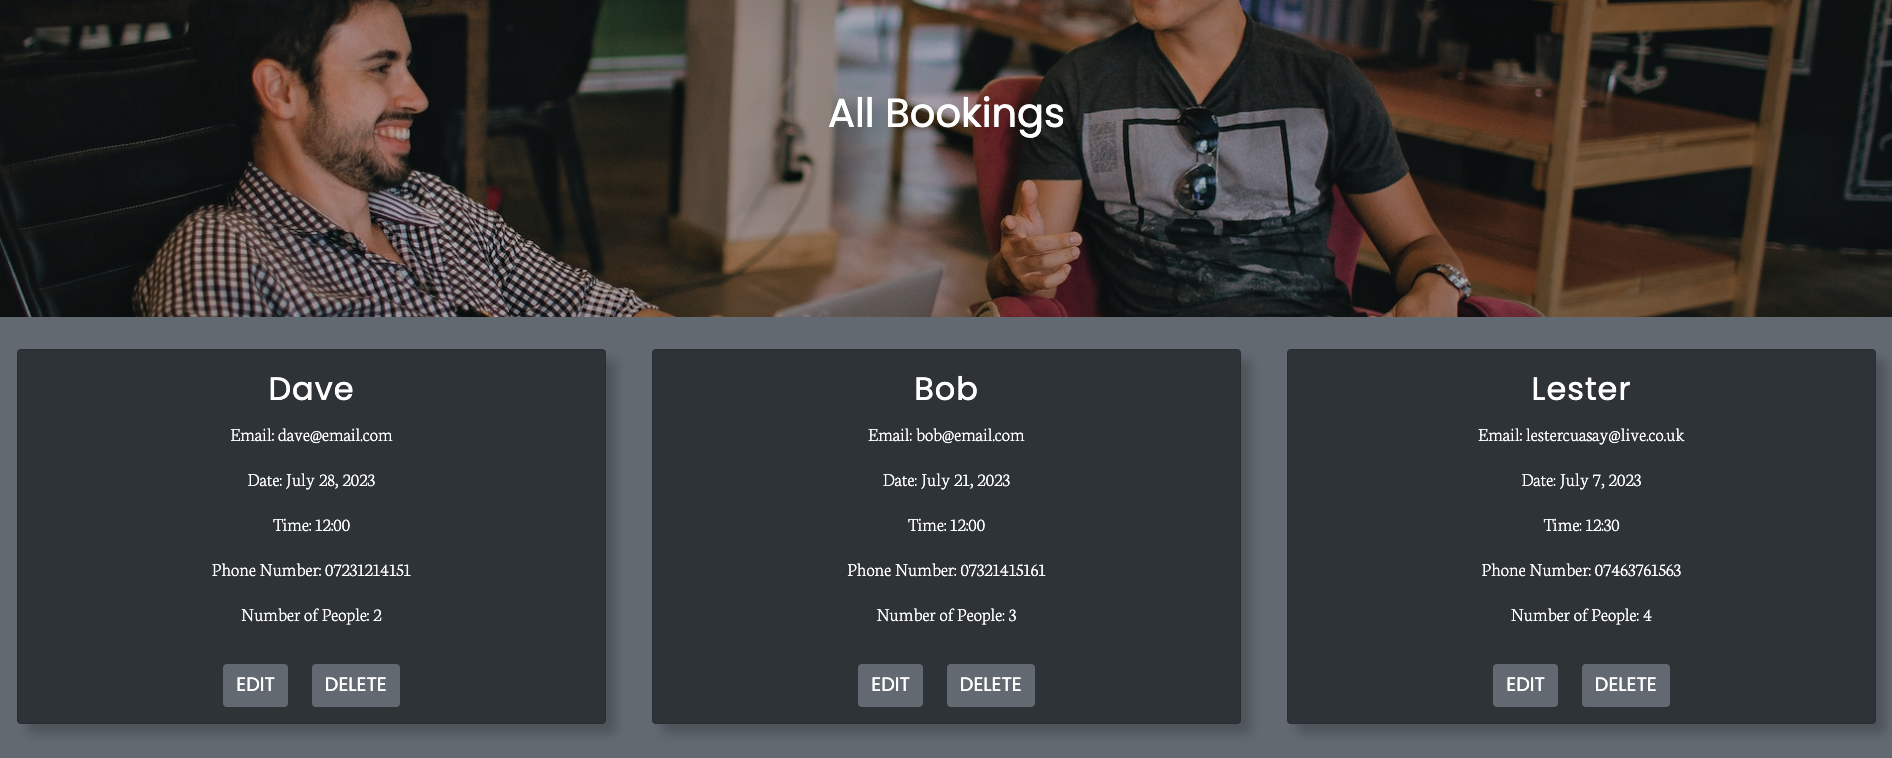 All Bookings
Dave
Email: dave@email.com
Date: July 28, 2023
Time: 12:00
Phone Number: 07231214151
Number of People: 2
EDIT DELETE
Bob
Email: bob@email.com
Date: July 21, 2023
Time: 12:00
Phone Number: 07321415161
Number of People: 3
EDIT DELETE
Lester
Email: lestercuasay@live.co.uk
Date: July 7, 2023
Time: 12:30
Phone Number: 07463761563
Number of People: 4
EDIT DELETE